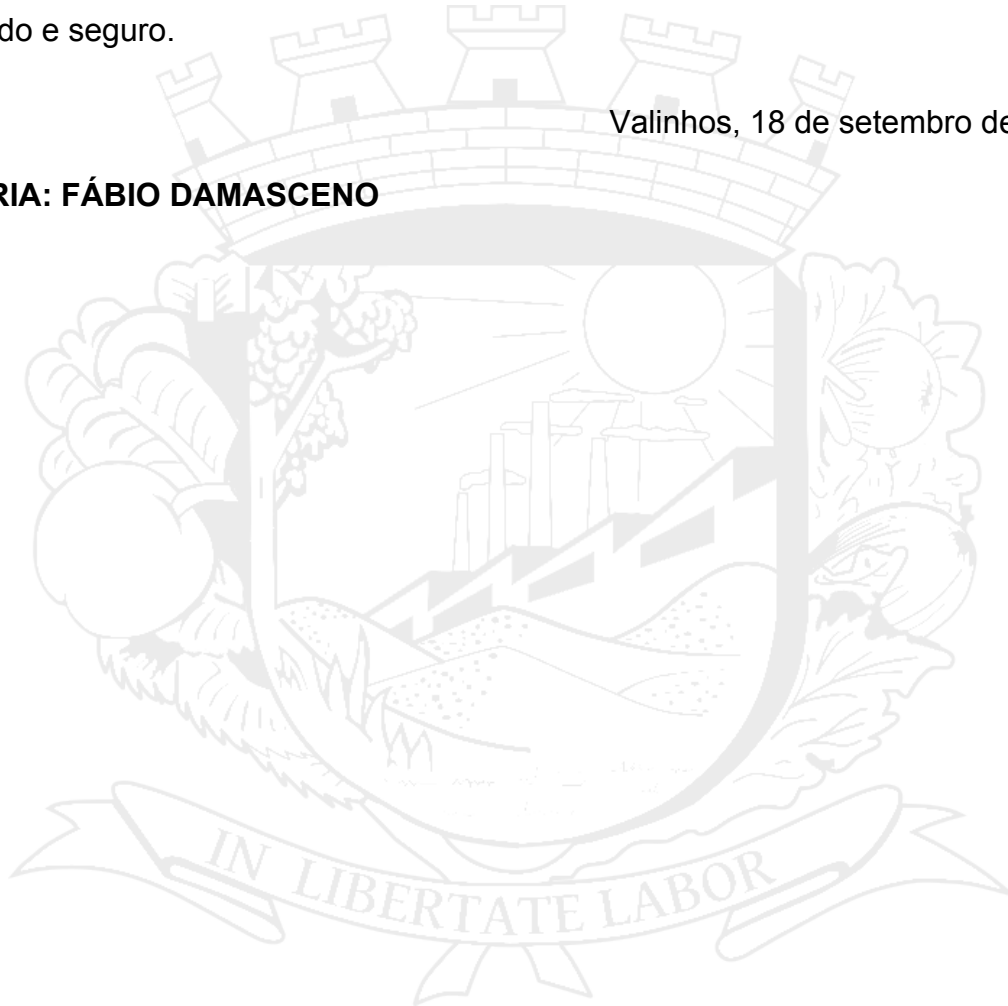 do e seguro.
Valinhos, 18 de setembro de
RIA: FÁBIO DAMASCENO
IN LIBERTATE LABOR